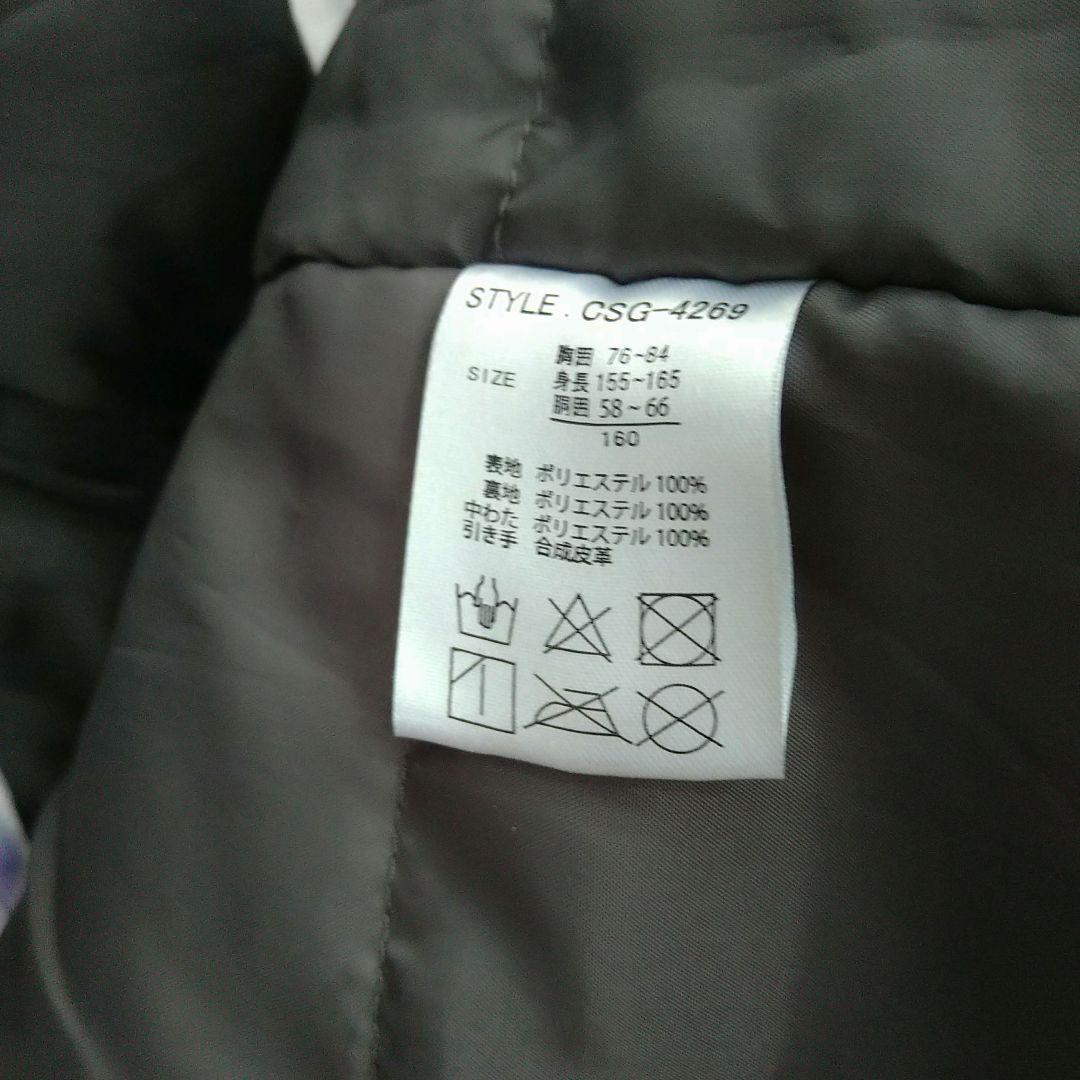 STYLE. CSG-4269
胸囲 76~84
SIZE 身長 155~165
胴囲 58~66
160
表地 ポリエステル 100%
裏地 ポリエステル 100%
中わた ポリエステル 100%
引き手 合成皮革